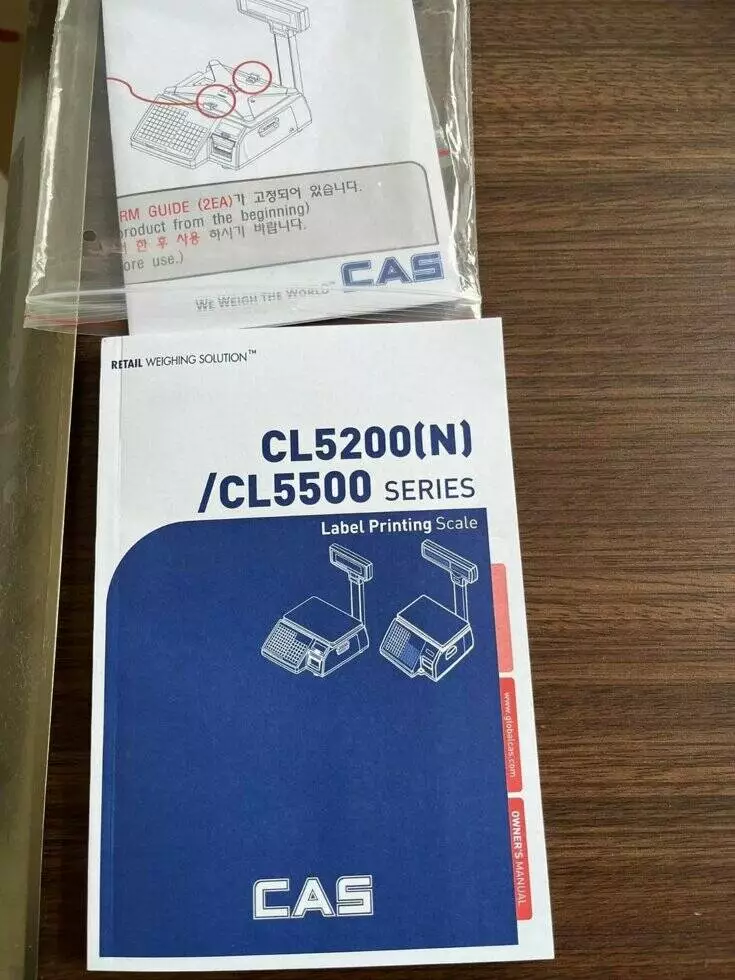 RM GUIDE (2EA)가 고정되어 있습니다.
product from the beginning)
한 후 사용 하시기 바랍니다.
ore use.)
WE WEIGH THE WORLD™ CAS
RETAIL WEIGHING SOLUTION™
CL5200(N)
/CL5500 SERIES
Label Printing Scale
www.globalcas.com
OWNER'S MANUAL
CAS